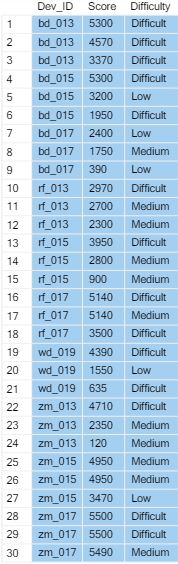 Dev_ID Score Difficulty
1 bd_013 5300 Difficult
2 bd_013 4570 Difficult
3 bd_013 3370 Difficult
4 bd_015 5300 Difficult
5 bd_015 3200 Low
6 bd_015 1950 Difficult
7 bd_017 2400 Low
8 bd_017 1750 Medium
9 bd_017 390 Low
10 rf_013 2970 Difficult
11 rf_013 2700 Medium
12 rf_013 2300 Medium
13 rf_015 3950 Difficult
14 rf_015 2800 Medium
15 rf_015 900 Medium
16 rf_017 5140 Difficult
17 rf_017 5140 Medium
18 rf_017 3500 Difficult
19 wd_019 4390 Difficult
20 wd_019 1550 Low
21 wd_019 635 Difficult
22 zm_013 4710 Difficult
23 zm_013 2350 Medium
24 zm_013 120 Medium
25 zm_015 4950 Medium
26 zm_015 4950 Medium
27 zm_015 3470 Low
28 zm_017 5500 Difficult
29 zm_017 5500 Difficult
30 zm_017 5490 Medium